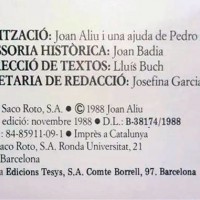 ITZACIÓ: Joan Aliu i una ajuda de Pedro
SSORIA HISTÒRICA: Joan Badia
RECCIÓ DE TEXTOS: Lluís Buch
ETARIA DE REDACCIÓ: Josefina Garcia
Saco Roto, S.A. ● ©1988 Joan Aliu
edició: novembre 1988 ● D.L.: B-38174/1988
: 84-85911-09-1 ● Imprès a Catalunya
Saco Roto, S.A. Ronda Universitat, 21
Barcelona
a Edicions Tesys, S.A. Comte Borrell, 97. Barcelona